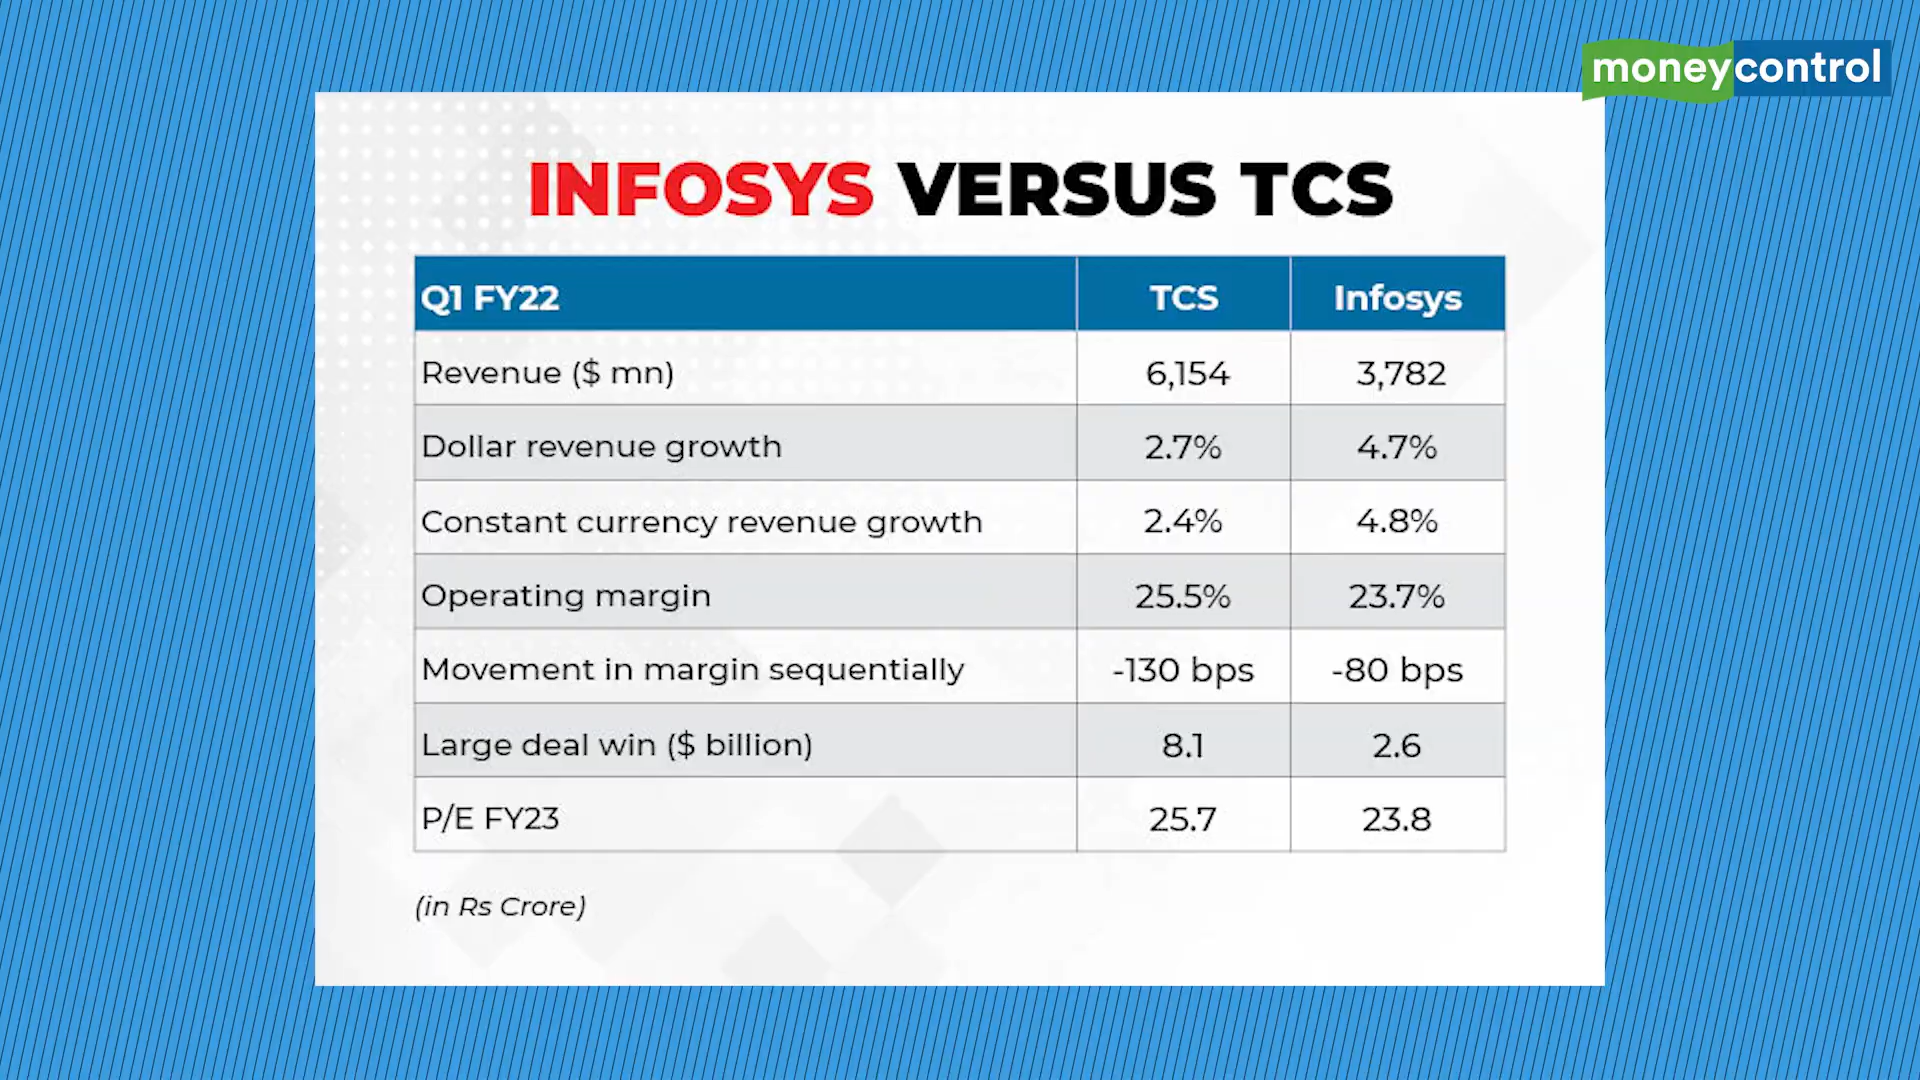 moneycontrol
INFOSYS VERSUS TCS
Q1 FY22 TCS Infosys
Revenue ($ mn) 6,154 3,782
Dollar revenue growth 2.7% 4.7%
Constant currency revenue growth 2.4% 4.8%
Operating margin 25.5% 23.7%
Movement in margin sequentially -130 bps -80 bps
Large deal win ($ billion) 8.1 2.6
P/E FY23 25.7 23.8
(in Rs Crore)